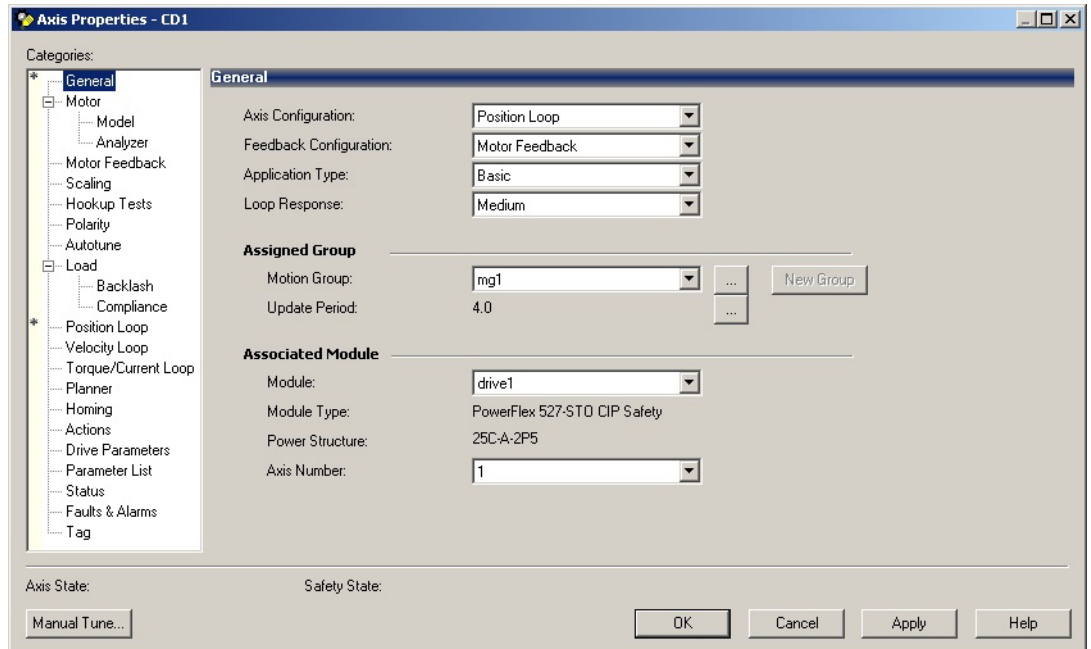 Axis Properties - CD1
Categories:
* General
Motor
Model
Analyzer
Motor Feedback
Scaling
Hookup Tests
Polarity
Autotune
Load
Backlash
Compliance
* Position Loop
Velocity Loop
Torque/Current Loop
Planner
Homing
Actions
Drive Parameters
Parameter List
Status
Faults & Alarms
Tag
General
Axis Configuration: Position Loop
Feedback Configuration: Motor Feedback
Application Type: Basic
Loop Response: Medium
Assigned Group
Motion Group: mg1 ... New Group
Update Period: 4.0 ...
Associated Module
Module: drive1
Module Type: PowerFlex 527-STO CIP Safety
Power Structure: 25C-A-2P5
Axis Number: 1
Axis State: Safety State:
Manual Tune... OK Cancel Apply Help